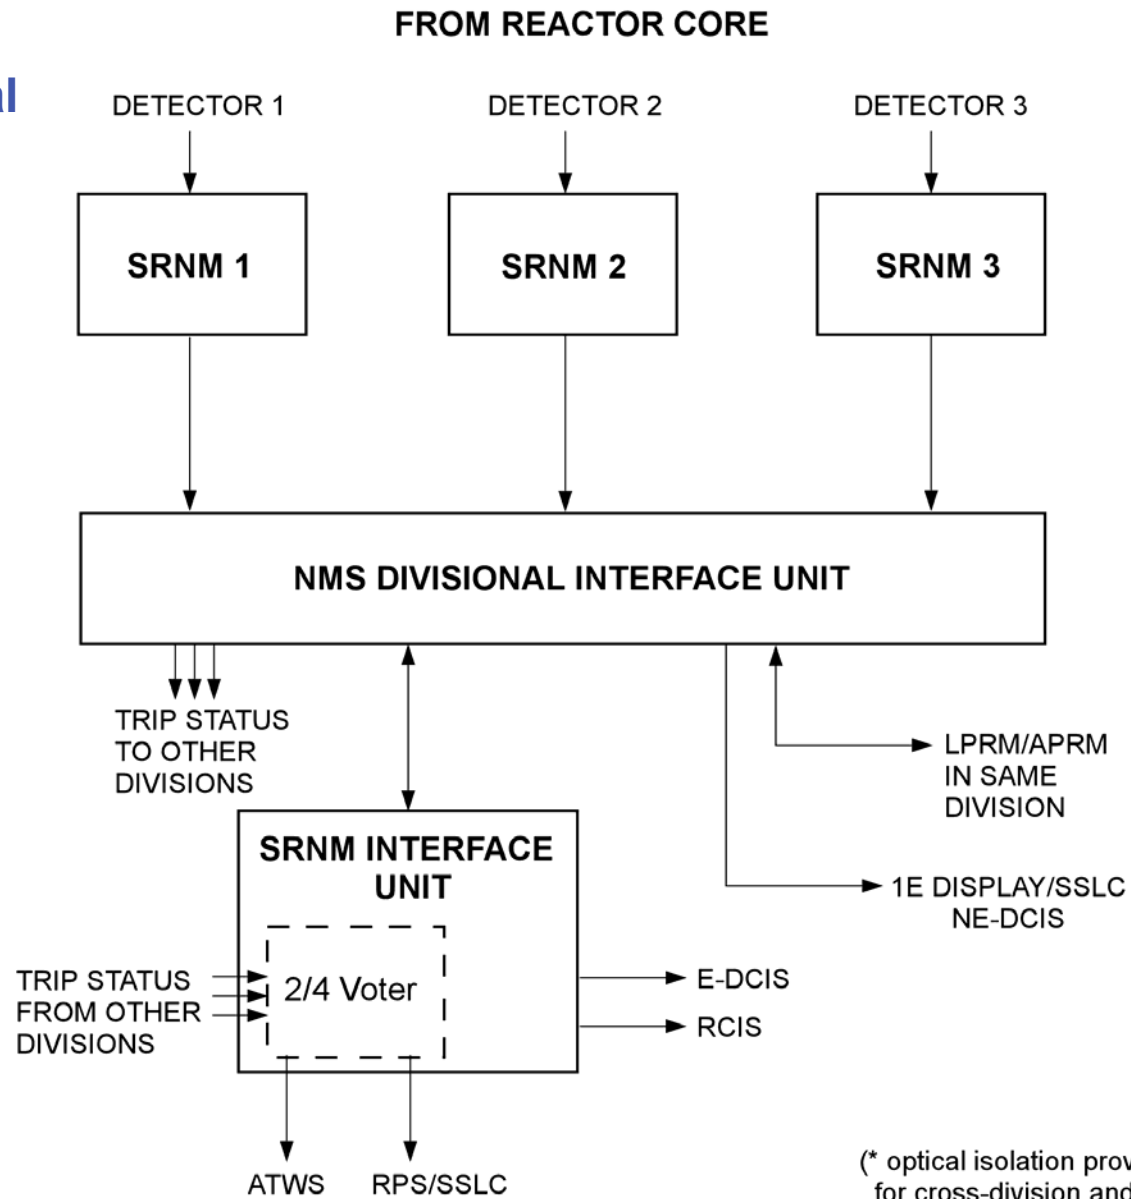 FROM REACTOR CORE
DETECTOR 1
DETECTOR 2
DETECTOR 3
SRNM 1
SRNM 2
SRNM 3
NMS DIVISIONAL INTERFACE UNIT
TRIP STATUS
TO OTHER
DIVISIONS
LPRM/APRM
IN SAME
DIVISION
SRNM INTERFACE
UNIT
1E DISPLAY/SSLC
NE-DCIS
TRIP STATUS
FROM OTHER
DIVISIONS
2/4 Voter
E-DCIS
RCIS
ATWS
RPS/SSLC
(* optical isolation
for cross-division and